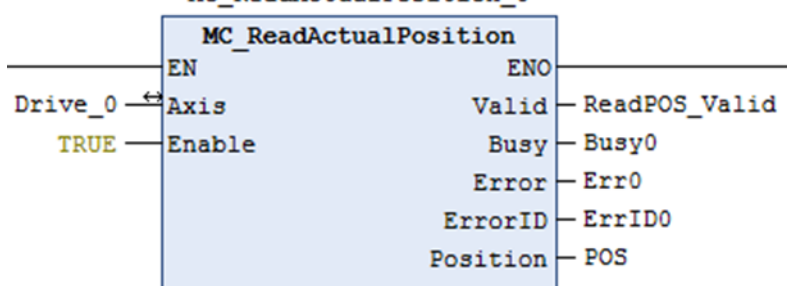 MC_ReadActualPosition
EN ENO
Drive_0 Axis Valid ReadPOS_Valid
TRUE Enable Busy Busy0
Error Err0
ErrorID ErrID0
Position POS